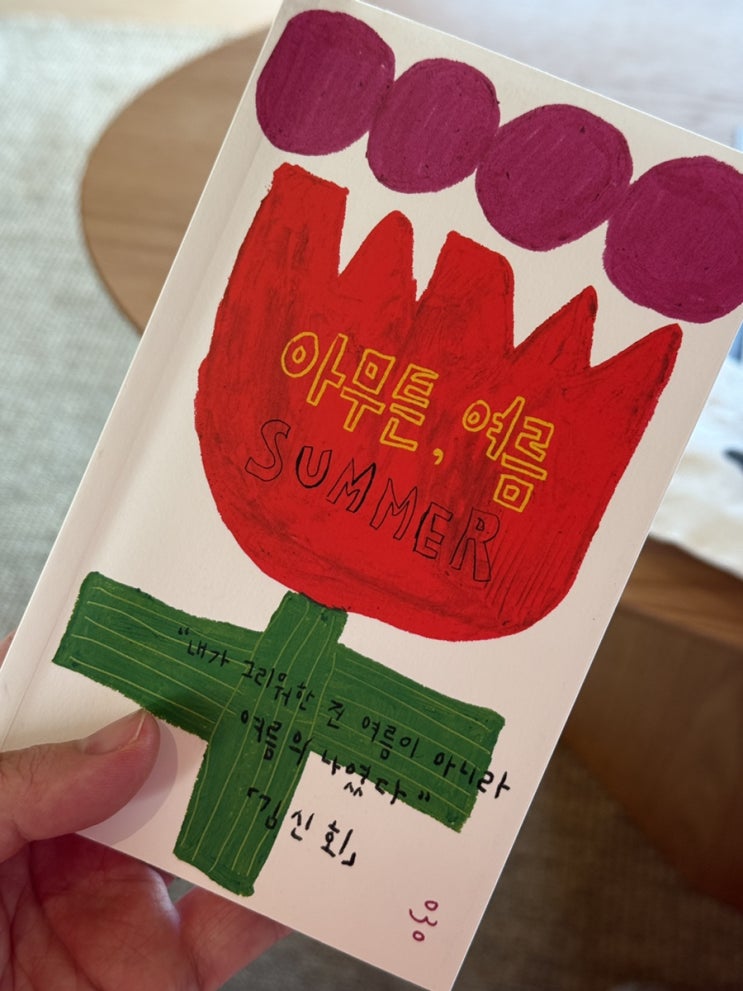 아무튼, 여름
SUMMER
"내가 그리워한 건 여름이 아니라
여름의 나였다"
「김신회」
030